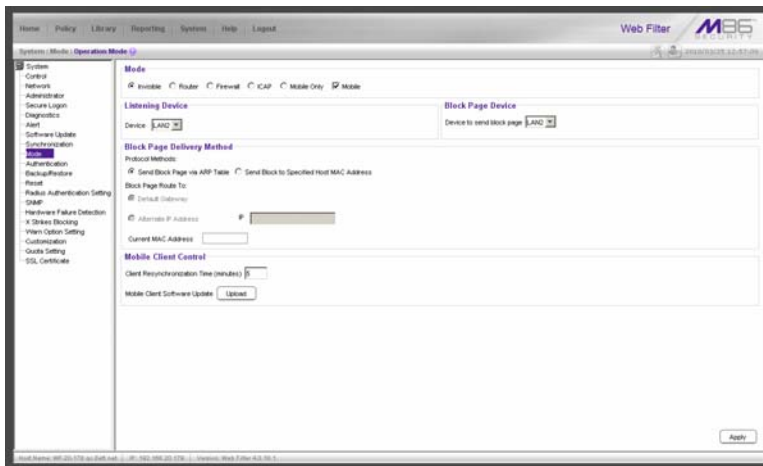 Home Policy Library Reporting System Help Logout
Web Filter M86 SECURITY
System : Mode : Operation Mode
System
Control
Network
Administrator
Secure Logon
Diagnostics
Alert
Software Update
Synchronization
Mode
Authentication
Backup/Restore
Reset
Radius Authentication Setting
SNMP
Hardware Failure Detection
X Strikes Blocking
Warn Option Setting
Customization
Quota Setting
SSL Certificate
Mode
Invisible Router Firewall ICAP Mobile Only Mobile
Listening Device
Device LAN2
Block Page Device
Device to send block page LAN2
Block Page Delivery Method
Protocol Methods:
Send Block Page via ARP Table Send Block to Specified Host MAC Address
Block Page Route To:
Default Gateway
Alternate IP Address IP
Current MAC Address
Mobile Client Control
Client Resynchronization Time (minutes) 5
Mobile Client Software Update Upload
Apply